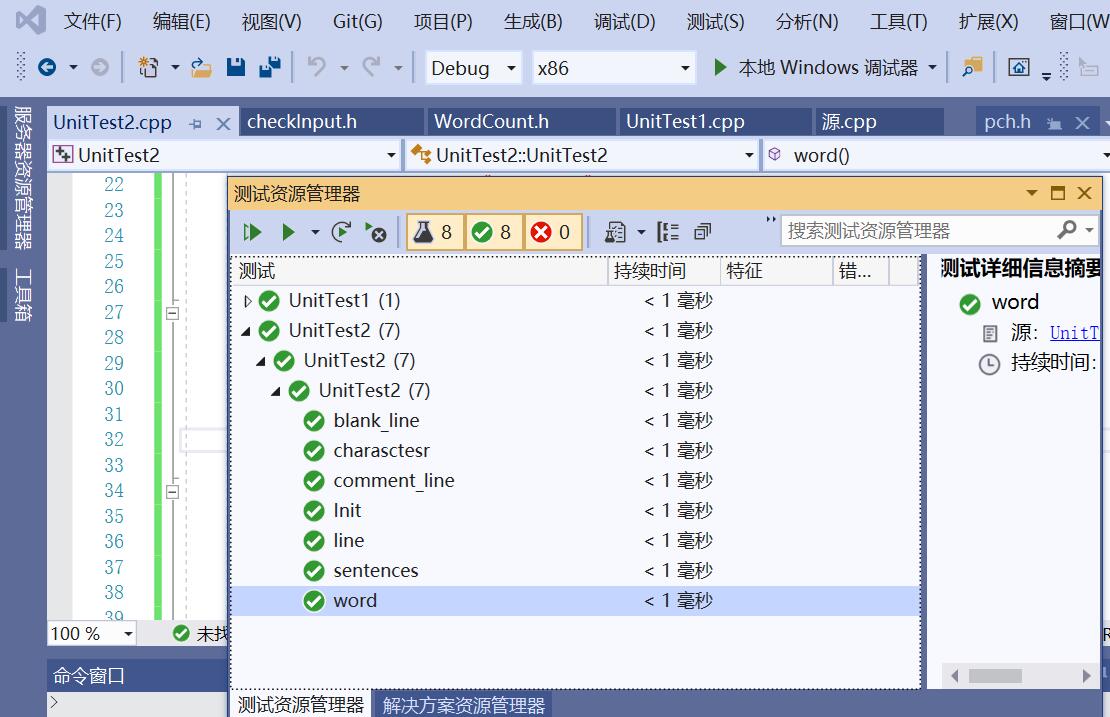 文件(F) 编辑(E) 视图(V) Git(G) 项目(P) 生成(B) 调试(D) 测试(S) 分析(N) 工具(T) 扩展(X) 窗口(W
Debug x86 本地 Windows 调试器
服务器资源管理器
工具箱
UnitTest2.cpp checkInput.h WordCount.h UnitTest1.cpp 源.cpp pch.h
UnitTest2 UnitTest2::UnitTest2 word()
22
23
24
25
26
27
28
29
30
31
32
33
34
35
36
37
38
39
测试资源管理器
8 8 0 搜索测试资源管理器
测试 持续时间 特征 错...
UnitTest1 (1) < 1 毫秒
UnitTest2 (7) < 1 毫秒
UnitTest2 (7) < 1 毫秒
UnitTest2 (7) < 1 毫秒
blank_line < 1 毫秒
charasctesr < 1 毫秒
comment_line < 1 毫秒
Init < 1 毫秒
line < 1 毫秒
sentences < 1 毫秒
word < 1 毫秒
测试详细信息摘要
word
源: UnitT
持续时间:
100 % 未找
命令窗口
>
测试资源管理器 解决方案资源管理器